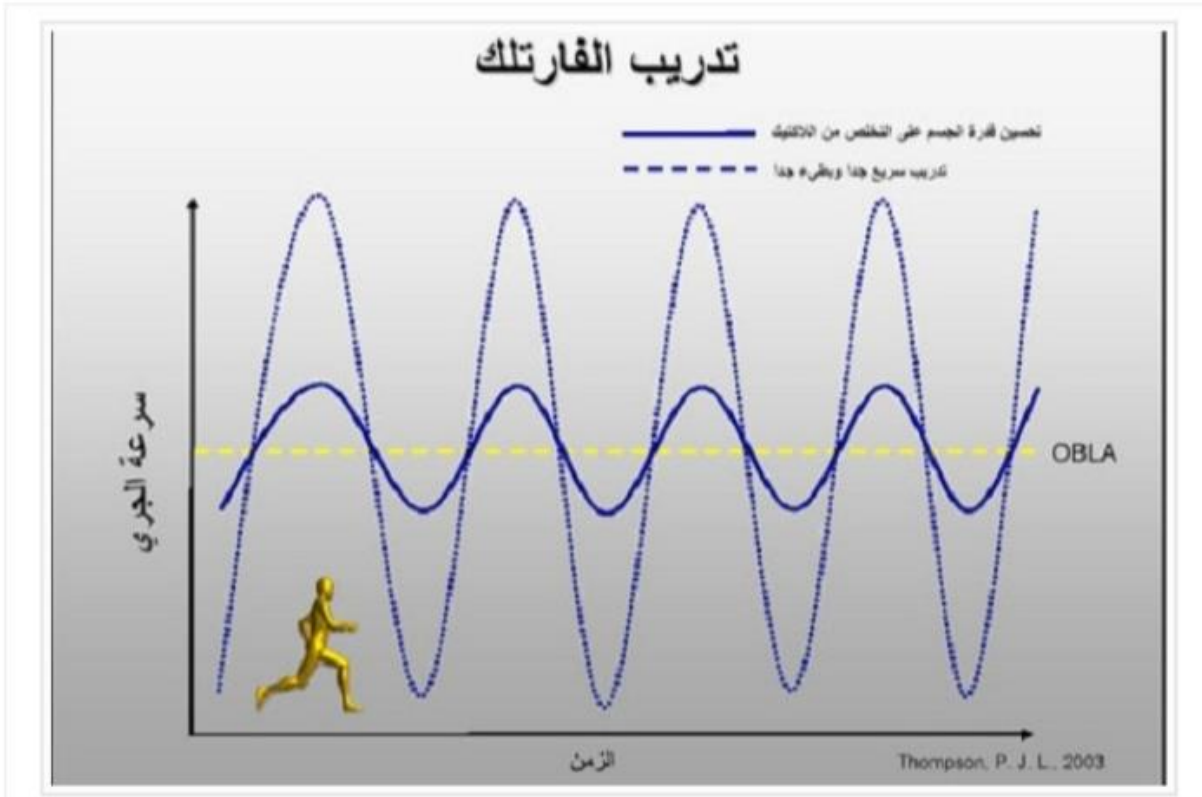 تدريب الفارتلك
تحسين قدرة الجسم على التخلص من اللاكتيك
تدريب سريع جدا وبطيء جدا
سرعة الجري
OBLA
الزمن
Thompson, P. J. L., 2003